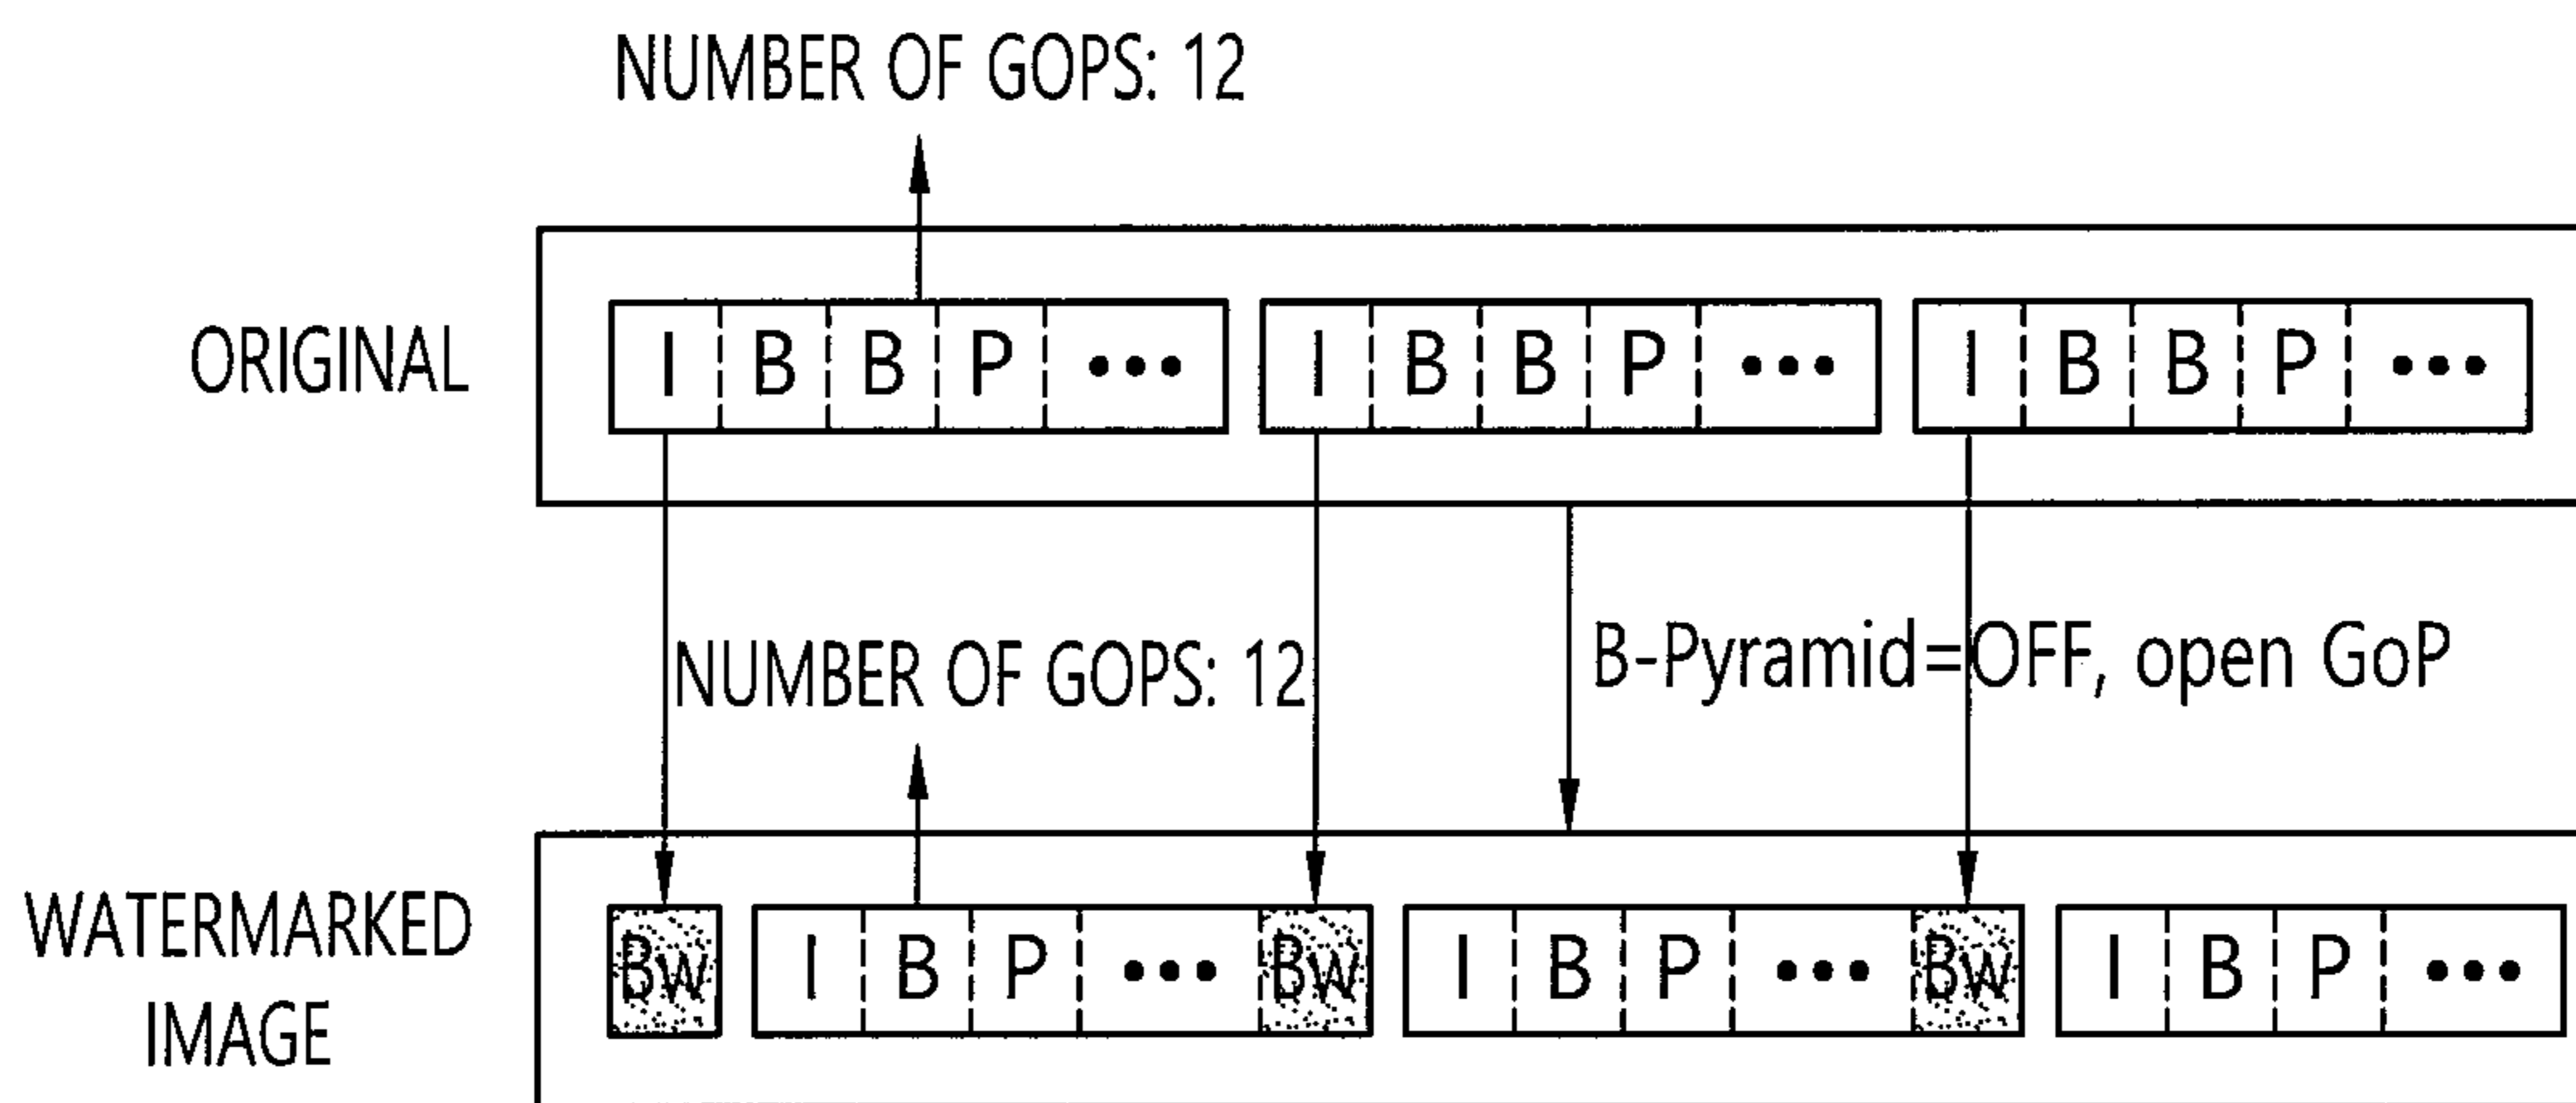 NUMBER OF GOPS: 12
ORIGINAL
I B B P ••• I B B P ••• I B B P •••
NUMBER OF GOPS: 12
B-Pyramid=OFF, open GoP
WATERMARKED
IMAGE
Bw I B P ••• Bw I B P ••• Bw I B P •••